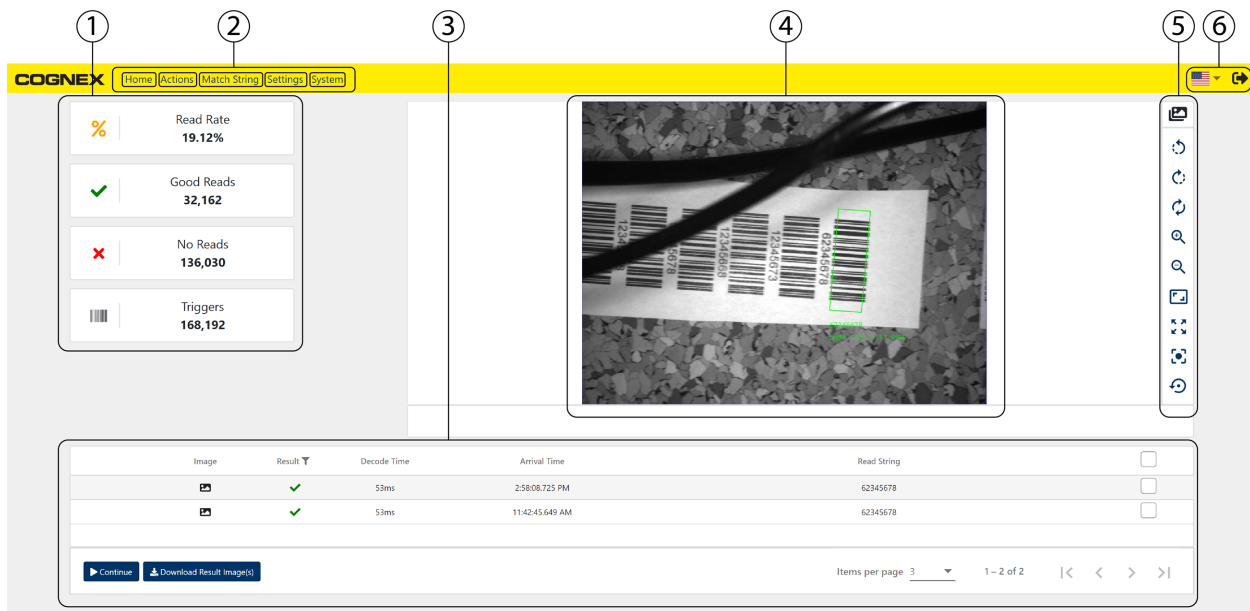 1 2 3 4 5 6
COGNEX Home Actions Match String Settings System
Read Rate
19.12%
Good Reads
32,162
No Reads
136,030
Triggers
168,192
12345678
12345668
12345673
62345678
62345678
Image Result Decode Time Arrival Time Read String
53ms 2:58:08.725 PM 62345678
53ms 11:42:45.649 AM 62345678
Continue Download Result Image(s) Items per page 3 1 – 2 of 2